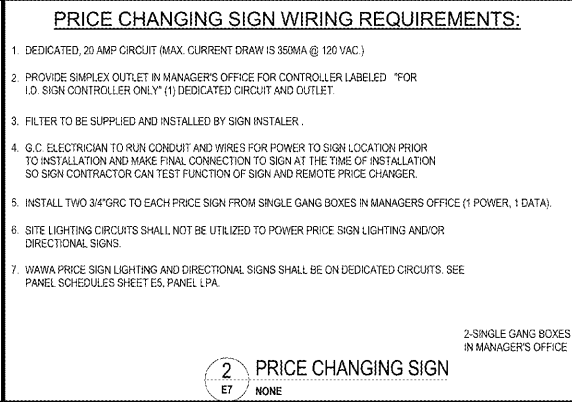 PRICE CHANGING SIGN WIRING REQUIREMENTS:
1. DEDICATED, 20 AMP CIRCUIT (MAX. CURRENT DRAW IS 350MA @ 120 VAC.)
2. PROVIDE SIMPLEX OUTLET IN MANAGER'S OFFICE FOR CONTROLLER LABELED "FOR
I.D. SIGN CONTROLLER ONLY" (1) DEDICATED CIRCUIT AND OUTLET.
3. FILTER TO BE SUPPLIED AND INSTALLED BY SIGN INSTALER .
4. G.C. ELECTRICIAN TO RUN CONDUIT AND WIRES FOR POWER TO SIGN LOCATION PRIOR
TO INSTALLATION AND MAKE FINAL CONNECTION TO SIGN AT THE TIME OF INSTALLATION
SO SIGN CONTRACTOR CAN TEST FUNCTION OF SIGN AND REMOTE PRICE CHANGER.
5. INSTALL TWO 3/4"GRC TO EACH PRICE SIGN FROM SINGLE GANG BOXES IN MANAGERS OFFICE (1 POWER, 1 DATA).
6. SITE LIGHTING CIRCUITS SHALL NOT BE UTILIZED TO POWER PRICE SIGN LIGHTING AND/OR
DIRECTIONAL SIGNS.
7. WAWA PRICE SIGN LIGHTING AND DIRECTIONAL SIGNS SHALL BE ON DEDICATED CIRCUITS. SEE
PANEL SCHEDULES SHEET E5, PANEL LPA.
2-SINGLE GANG BOXES
IN MANAGER'S OFFICE
2 PRICE CHANGING SIGN
E7 NONE